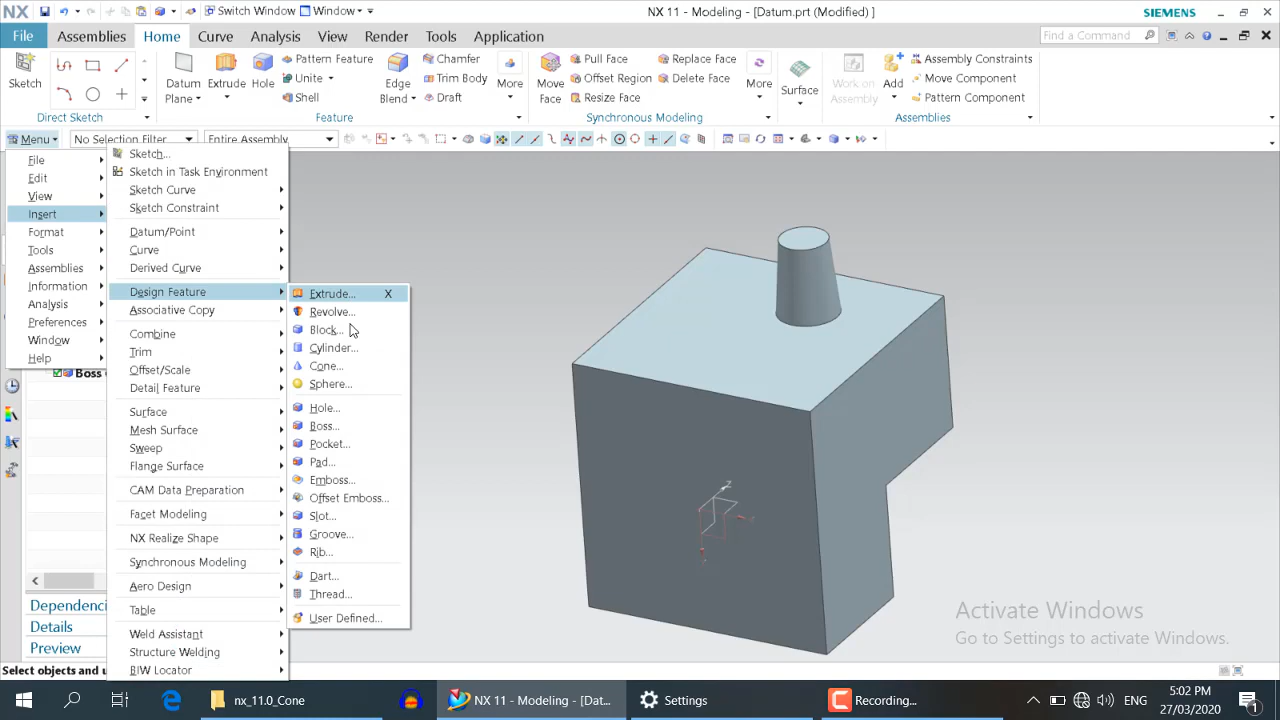 NX
Switch Window
Window
NX 11 - Modeling - [Datum.prt (Modified) ]
SIEMENS
File
Assemblies
Home
Curve
Analysis
View
Render
Tools
Application
Find a Command
Sketch
Direct Sketch
Datum Plane
Extrude
Hole
Pattern Feature
Unite
Shell
Edge Blend
Chamfer
Trim Body
Draft
More
Feature
Move Face
Pull Face
Offset Region
Resize Face
Replace Face
Delete Face
More
Synchronous Modeling
Surface
Work on Assembly
Add
Assembly Constraints
Move Component
Pattern Component
Assemblies
Menu
No Selection Filter
Entire Assembly
File
Edit
View
Insert
Format
Tools
Assemblies
Information
Analysis
Preferences
Window
Help
Boss
Dependenci
Details
Preview
Select objects and u
Sketch...
Sketch in Task Environment
Sketch Curve
Sketch Constraint
Datum/Point
Curve
Derived Curve
Design Feature
Associative Copy
Combine
Trim
Offset/Scale
Detail Feature
Surface
Mesh Surface
Sweep
Flange Surface
CAM Data Preparation
Facet Modeling
NX Realize Shape
Synchronous Modeling
Aero Design
Table
Weld Assistant
Structure Welding
BIW Locator
Extrude... X
Revolve...
Block...
Cylinder...
Cone...
Sphere...
Hole...
Boss...
Pocket...
Pad...
Emboss...
Offset Emboss...
Slot...
Groove...
Rib...
Dart...
Thread...
User Defined...
Z
Activate Windows
Go to Settings to activate Windows.
nx_11.0_Cone
NX 11 - Modeling - [Dat...
Settings
Recording...
ENG
5:02 PM
27/03/2020
1